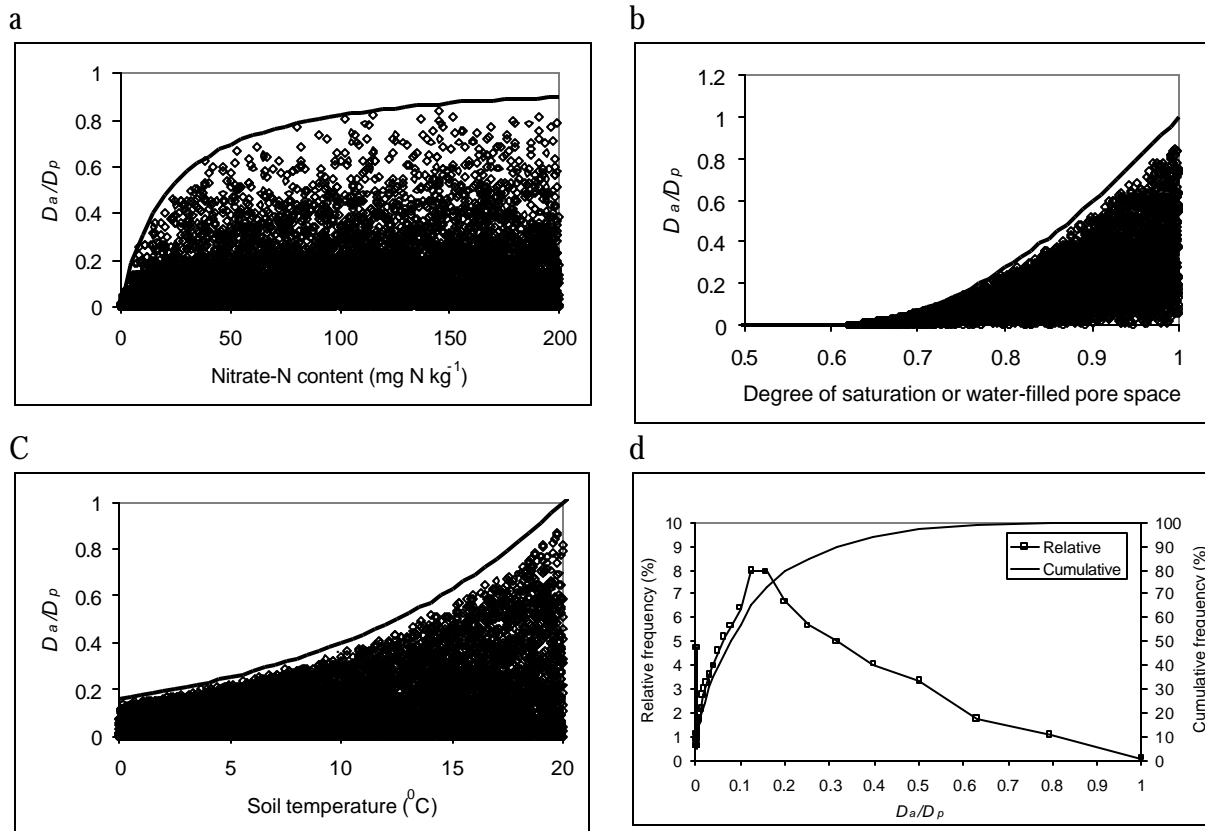 a
1
0.8
0.6
0.4
0.2
0
Da/Dp
0 50 100 150 200
Nitrate-N content (mg N kg-1)
b
1.2
1
0.8
0.6
0.4
0.2
0
Da/Dp
0.5 0.6 0.7 0.8 0.9 1
Degree of saturation or water-filled pore space
C
1
0.8
0.6
0.4
0.2
0
Da/Dp
0 5 10 15 20
Soil temperature (0C)
d
10
9
8
7
6
5
4
3
2
1
0
Relative frequency (%)
Relative
Cumulative
100
90
80
70
60
50
40
30
20
10
0
Cumulative frequency (%)
0 0.1 0.2 0.3 0.4 0.5 0.6 0.7 0.8 0.9 1
Da/Dp